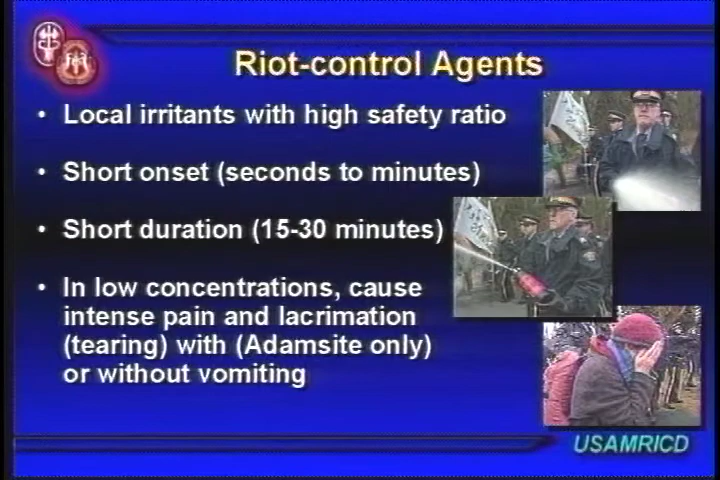 Riot-control Agents
• Local irritants with high safety ratio
• Short onset (seconds to minutes)
• Short duration (15-30 minutes)
• In low concentrations, cause
intense pain and lacrimation
(tearing) with (Adamsite only)
or without vomiting
USAMRICD